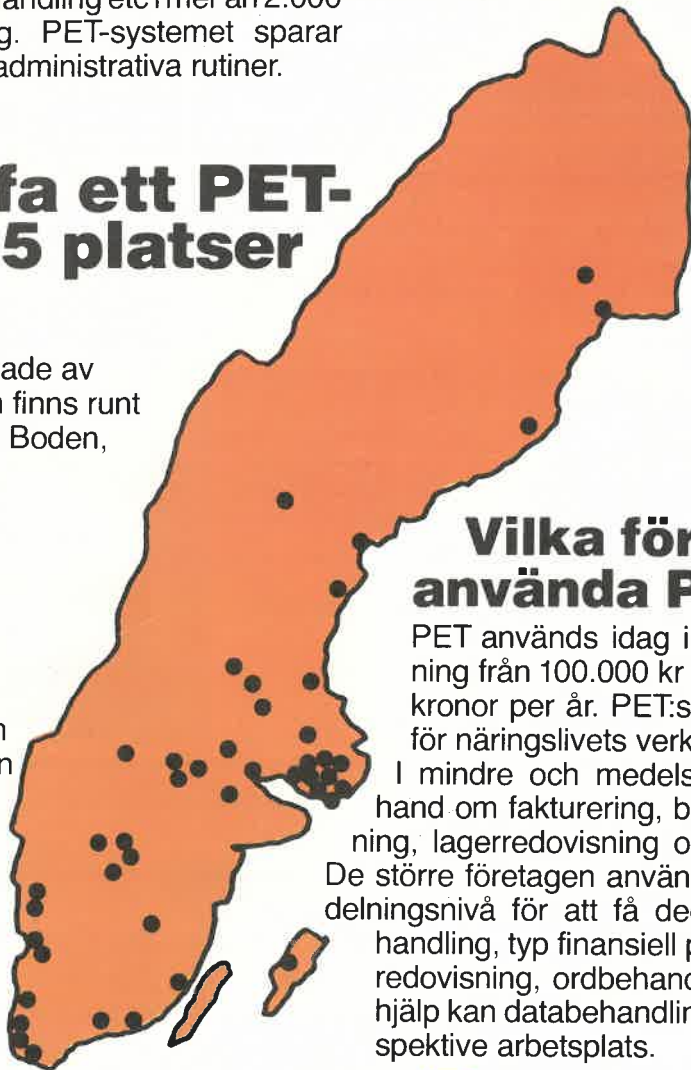 handling etc i mer än 2.000
g. PET-systemet sparar
administrativa rutiner.
fa ett PET-
5 platser
ade av
finns runt
Boden,
n
n
Vilka för
använda P
PET används idag i
ning från 100.000 kr
kronor per år. PET:s
för näringslivets verk
I mindre och medels
hand om fakturering, b
ning, lagerredovisning o
De större företagen använ
delningsnivå för att få de
handling, typ finansiell p
redovisning, ordbehand
hjälp kan databehandlin
spektive arbetsplats.